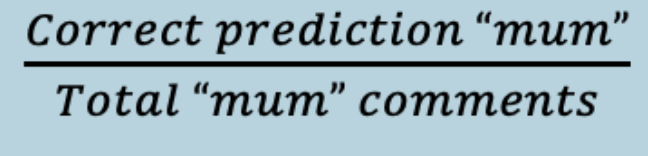 Correct prediction “mum”
Total “mum” comments